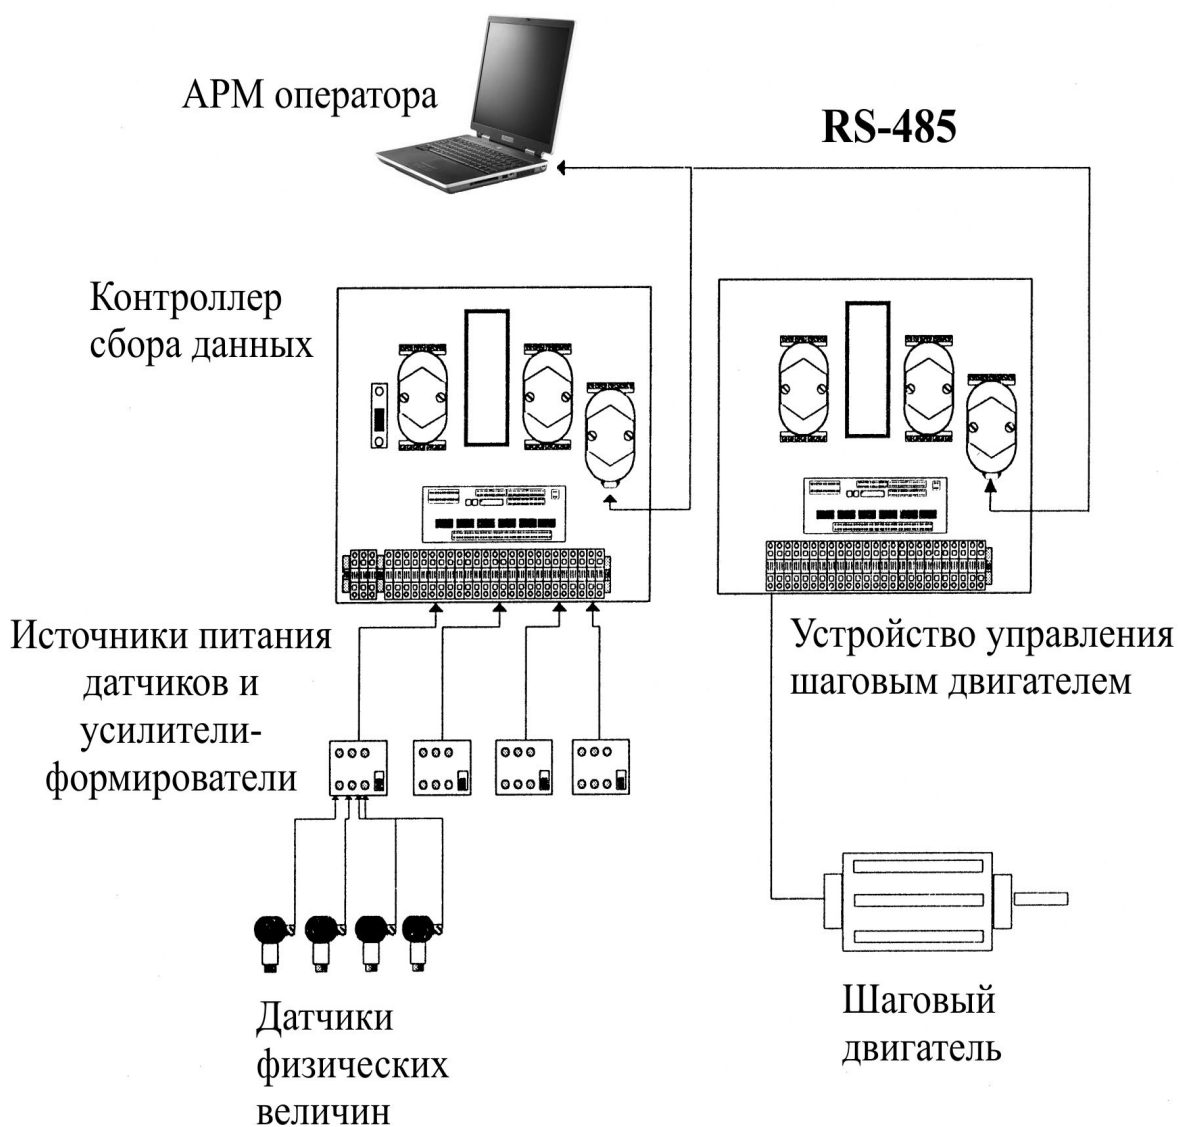 АРМ оператора
RS-485
Контроллер
сбора данных
Источники питания
датчиков и
усилители-
формирователи
Устройство управления
шаговым двигателем
Датчики
физических
величин
Шаговый
двигатель